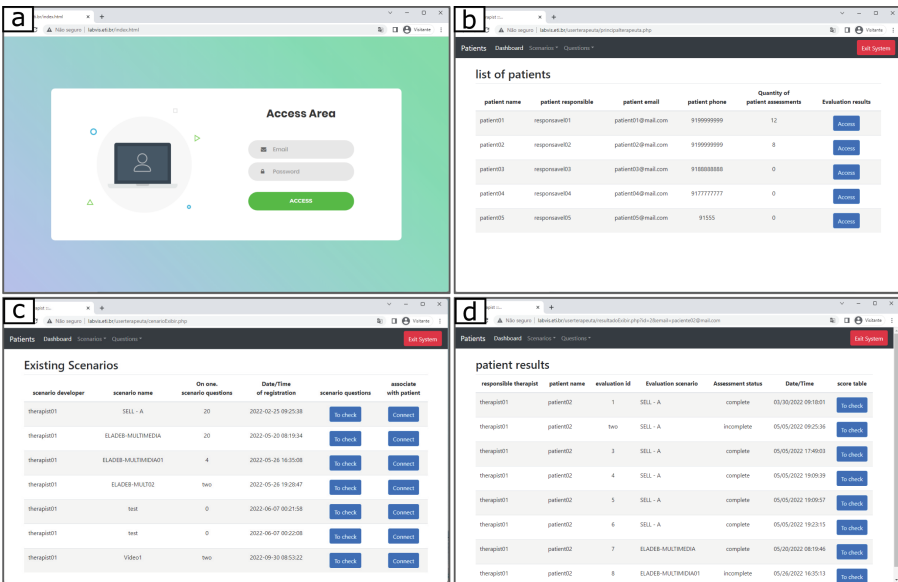 a
Não seguro | labvis.eti.br/index.html
Visitante
Access Area
Email
Password
ACCESS
b
Não seguro | labvis.eti.br/userterapeuta/principalterapeuta.php
Visitante
Patients Dashboard Scenarios Questions Exit System
list of patients
Quantity of
patient name patient responsible patient email patient phone patient assessments Evaluation results
patient01 responsavel01 patient01@mail.com 9199999999 12 Access
patient02 responsavel02 patient02@mail.com 9199999999 8 Access
patient03 responsavel03 patient03@mail.com 9188888888 0 Access
patient04 responsavel04 patient04@mail.com 9177777777 0 Access
patient05 responsavel05 patient05@mail.com 91555 0 Access
c
Não seguro | labvis.eti.br/userterapeuta/cenarioExibir.php
Visitante
Patients Dashboard Scenarios Questions Exit System
Existing Scenarios
On one. Date/Time associate
scenario developer scenario name scenario questions of registration scenario questions with patient
therapist01 SELL - A 20 2022-02-25 09:25:38 To check Connect
therapist01 ELADEB-MULTIMEDIA 20 2022-05-20 08:19:34 To check Connect
therapist01 ELADEB-MULTIMIDIA01 4 2022-05-26 16:35:08 To check Connect
therapist01 ELADEB-MULT02 two 2022-05-26 19:28:47 To check Connect
therapist01 test 0 2022-06-07 00:21:58 To check Connect
therapist01 test 0 2022-06-07 00:22:08 To check Connect
therapist01 Video1 two 2022-09-30 08:53:22 To check Connect
d
Não seguro | labvis.eti.br/userterapeuta/resultadoExibir.php?id=28email=paciente02@mail.com
Visitante
Patients Dashboard Scenarios Questions Exit System
patient results
responsible therapist patient name evaluation id Evaluation scenario Assessment status Date/Time score table
therapist01 patient02 1 SELL - A complete 03/30/2022 09:18:01 To check
therapist01 patient02 two SELL - A incomplete 05/05/2022 09:25:36 To check
therapist01 patient02 3 SELL - A complete 05/05/2022 17:49:03 To check
therapist01 patient02 4 SELL - A complete 05/05/2022 19:09:39 To check
therapist01 patient02 5 SELL - A complete 05/05/2022 19:09:57 To check
therapist01 patient02 6 SELL - A complete 05/05/2022 19:23:15 To check
therapist01 patient02 7 ELADEB-MULTIMEDIA complete 05/20/2022 08:19:46 To check
therapist01 patient02 8 ELADEB-MULTIMIDIA01 incomplete 05/26/2022 16:35:13 To check